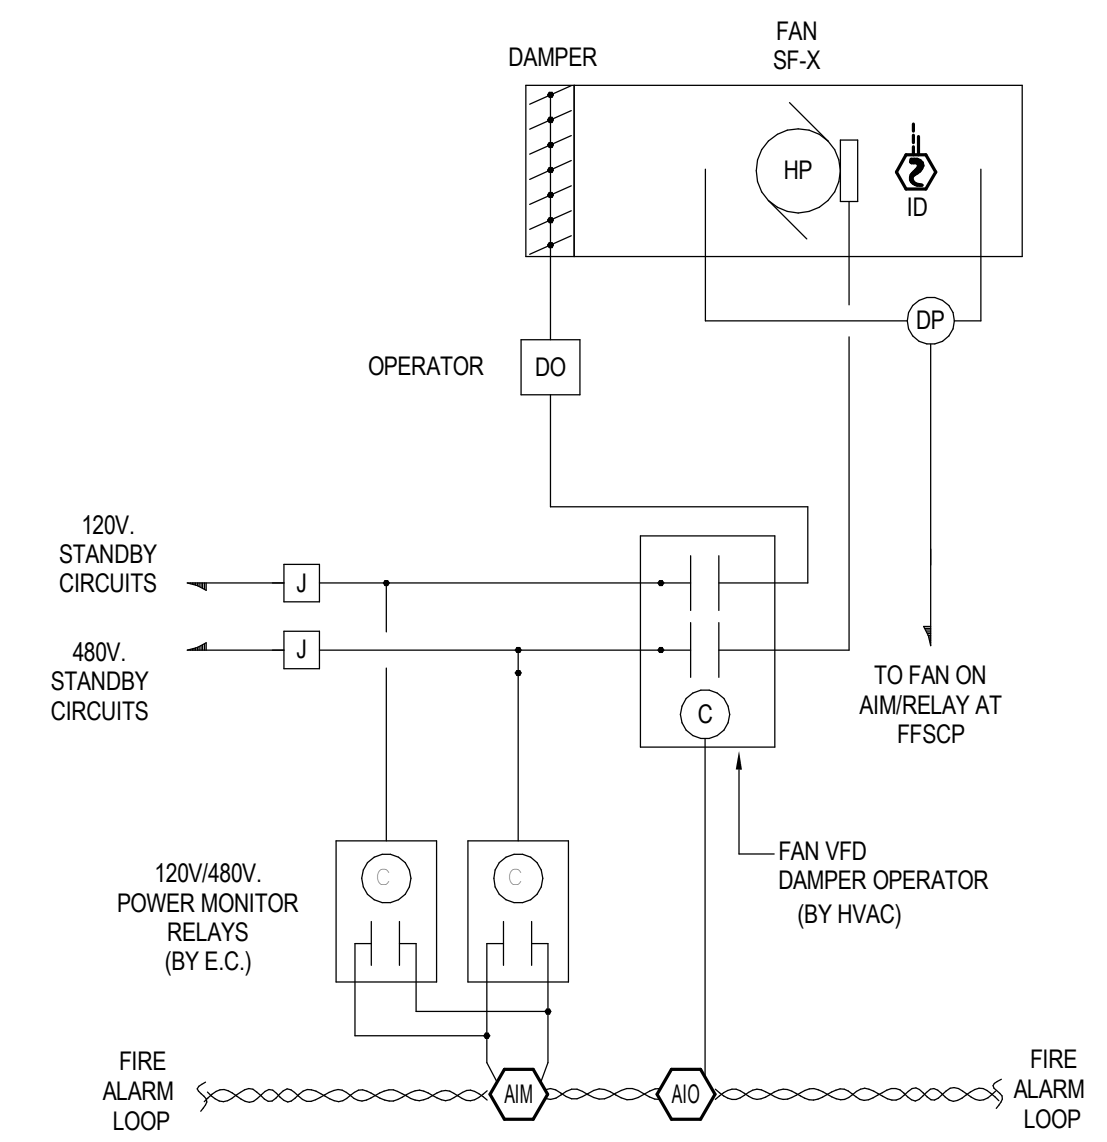 FAN
SF-X
DAMPER
HP
ID
DP
OPERATOR
DO
120V.
STANDBY
CIRCUITS
J
480V.
STANDBY
CIRCUITS
J
C
TO FAN ON
AIM/RELAY AT
FFSCP
FAN VFD
DAMPER OPERATOR
(BY HVAC)
120V/480V.
POWER MONITOR
RELAYS
(BY E.C.)
C
C
FIRE
ALARM
LOOP
AIM
AIO
FIRE
ALARM
LOOP